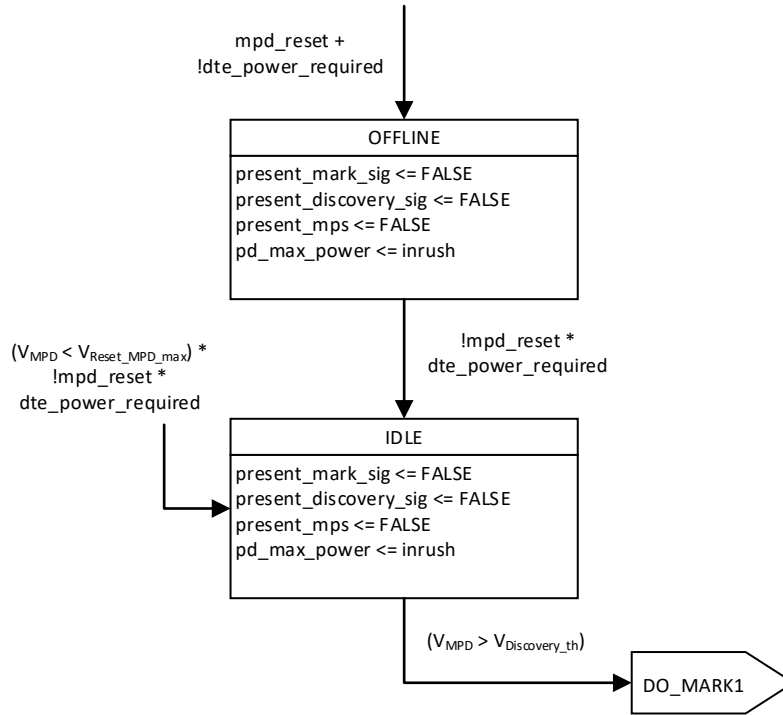 mpd_reset +
!dte_power_required
OFFLINE
present_mark_sig <= FALSE
present_discovery_sig <= FALSE
present_mps <= FALSE
pd_max_power <= inrush
!mpd_reset *
dte_power_required
(VMPD < VReset_MPD_max) *
!mpd_reset *
dte_power_required
IDLE
present_mark_sig <= FALSE
present_discovery_sig <= FALSE
present_mps <= FALSE
pd_max_power <= inrush
(VMPD > VDiscovery_th)
DO_MARK1